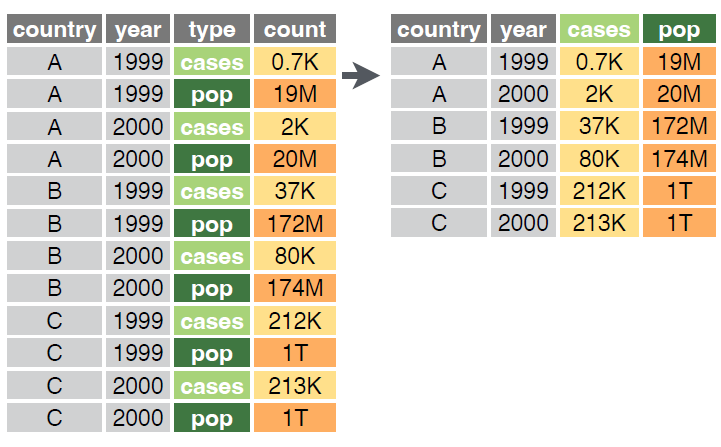 country year type count
A 1999 cases 0.7K
A 1999 pop 19M
A 2000 cases 2K
A 2000 pop 20M
B 1999 cases 37K
B 1999 pop 172M
B 2000 cases 80K
B 2000 pop 174M
C 1999 cases 212K
C 1999 pop 1T
C 2000 cases 213K
C 2000 pop 1T
country year cases pop
A 1999 0.7K 19M
A 2000 2K 20M
B 1999 37K 172M
B 2000 80K 174M
C 1999 212K 1T
C 2000 213K 1T